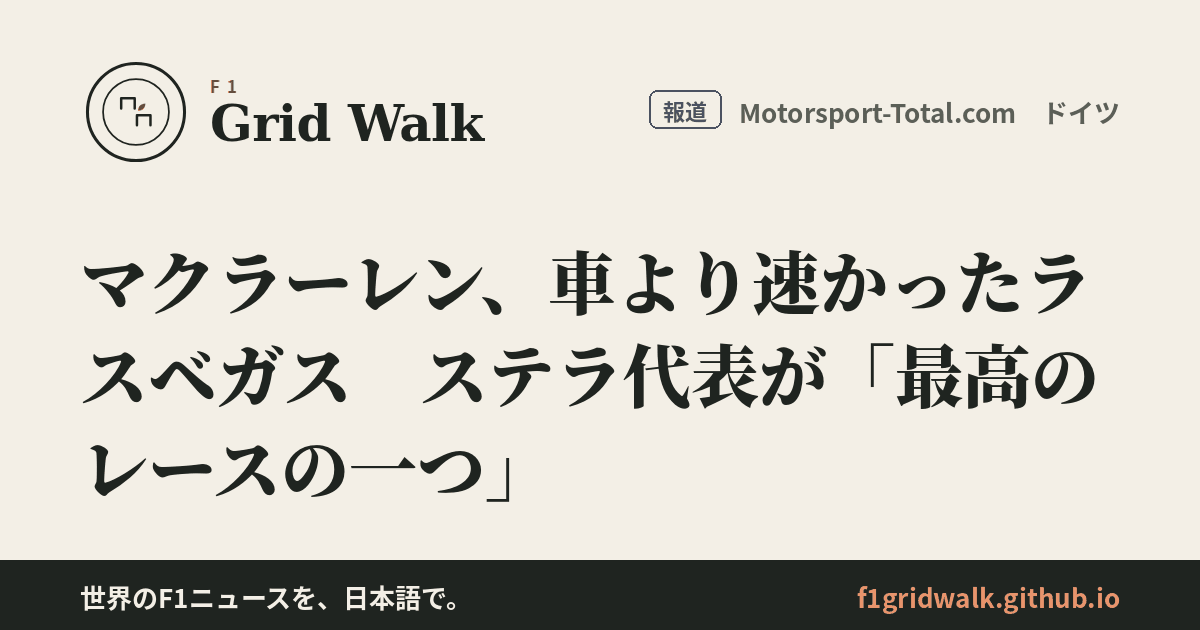 F1
Grid Walk
報道 Motorsport-Total.com ドイツ
マクラーレン、車より速かったラ
スベガス　ステラ代表が「最高の
レースの一つ」
世界のF1ニュースを、日本語で。
f1gridwalk.github.io